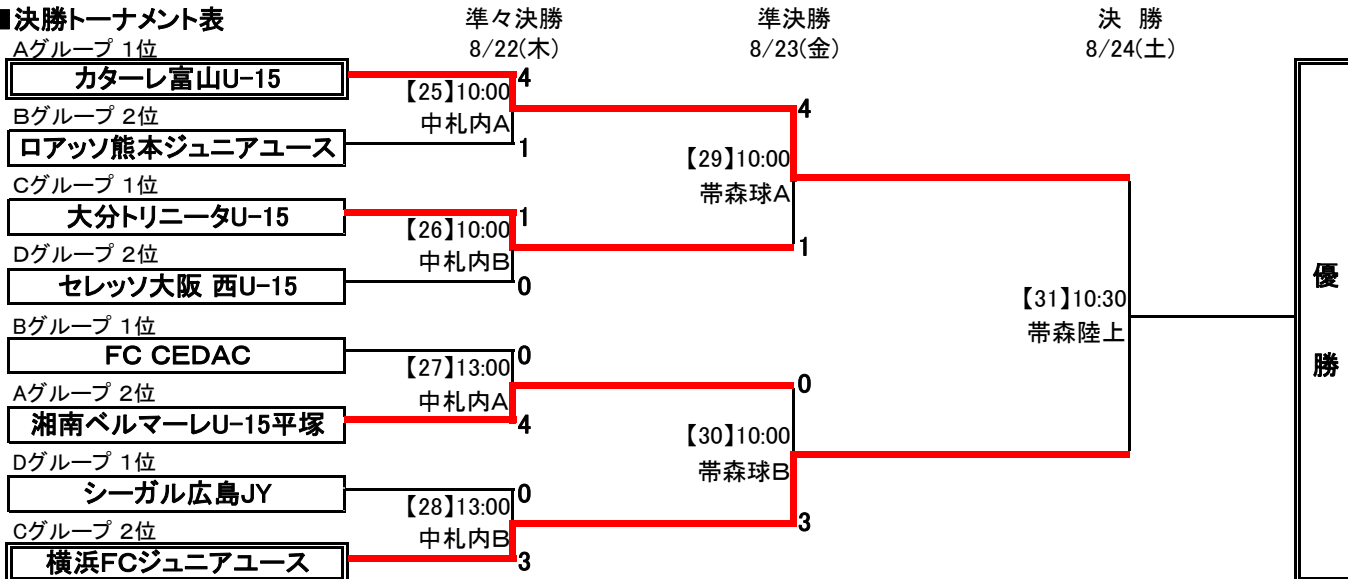 ■決勝トーナメント表
準々決勝
準決勝
決 勝
8/22(木)
8/23(金)
8/24(土)
Aグループ 1位
カターレ富山U-15
4
【25】10:00
中札内A
Bグループ 2位
ロアッソ熊本ジュニアユース
1
4
【29】10:00
帯森球A
Cグループ 1位
大分トリニータU-15
1
【26】10:00
中札内B
1
Dグループ 2位
セレッソ大阪 西U-15
0
【31】10:30
帯森陸上
優
勝
Bグループ 1位
FC CEDAC
0
【27】13:00
中札内A
0
Aグループ 2位
湘南ベルマーレU-15平塚
4
【30】10:00
帯森球B
Dグループ 1位
シーガル広島JY
0
【28】13:00
中札内B
3
Cグループ 2位
横浜FCジュニアユース
3